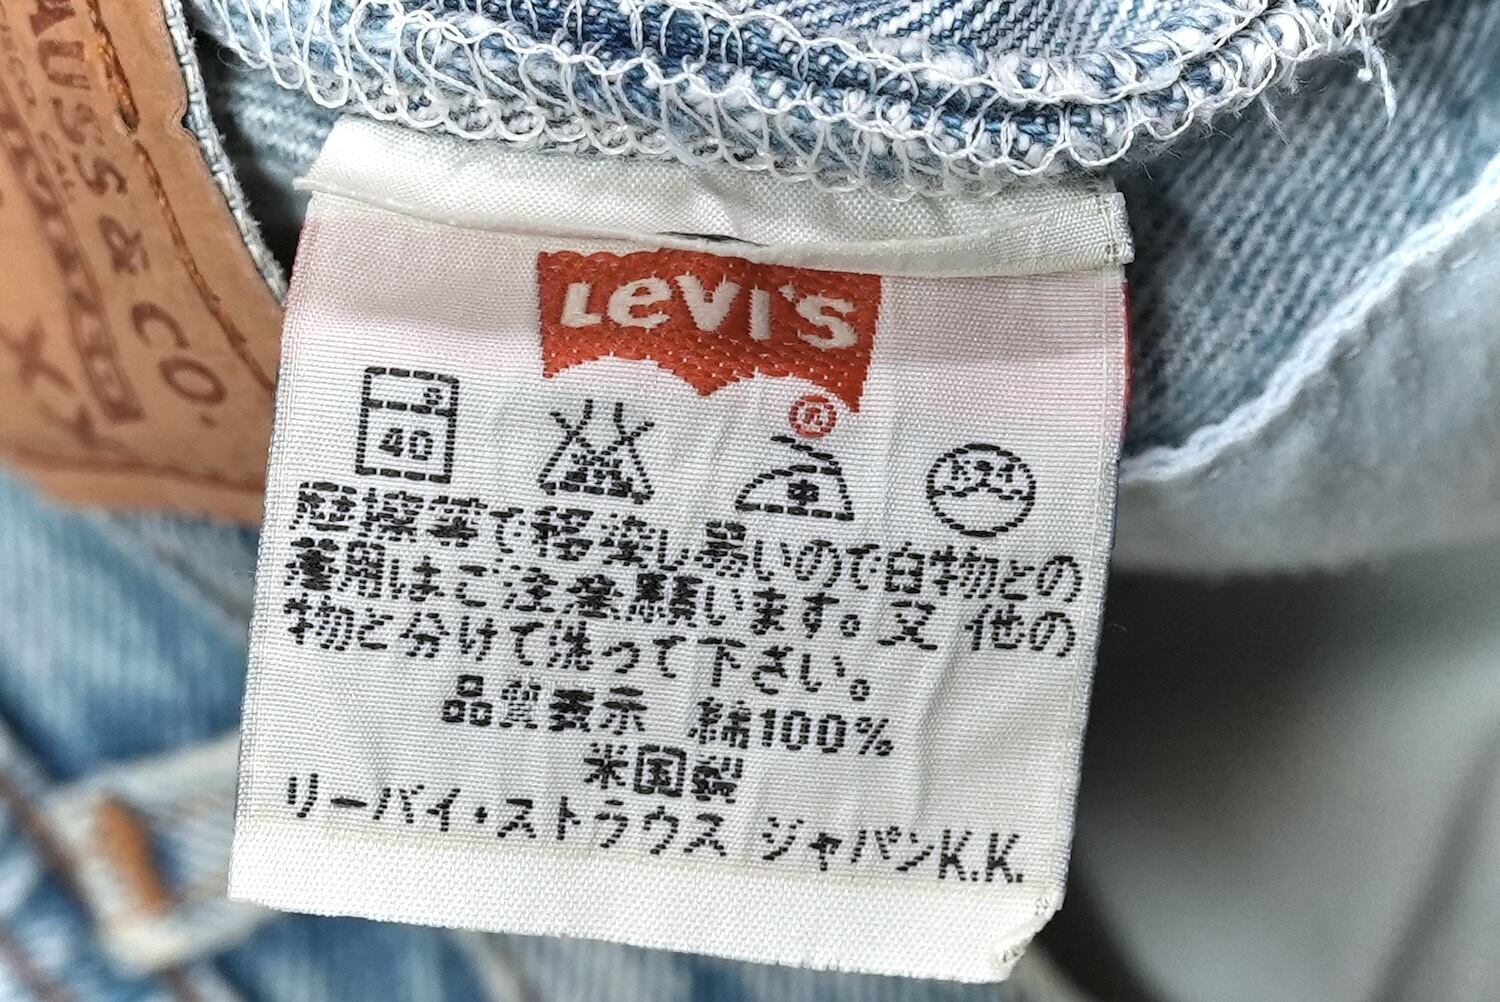 AUSS & CO.
XX
LEVI'S
®
40
摩擦等で移染し易いので白物との
着用はご注意願います。又他の
物と分けて洗って下さい。
品質表示 綿100%
米国製
リーバイ・ストラウス ジャパンK.K.